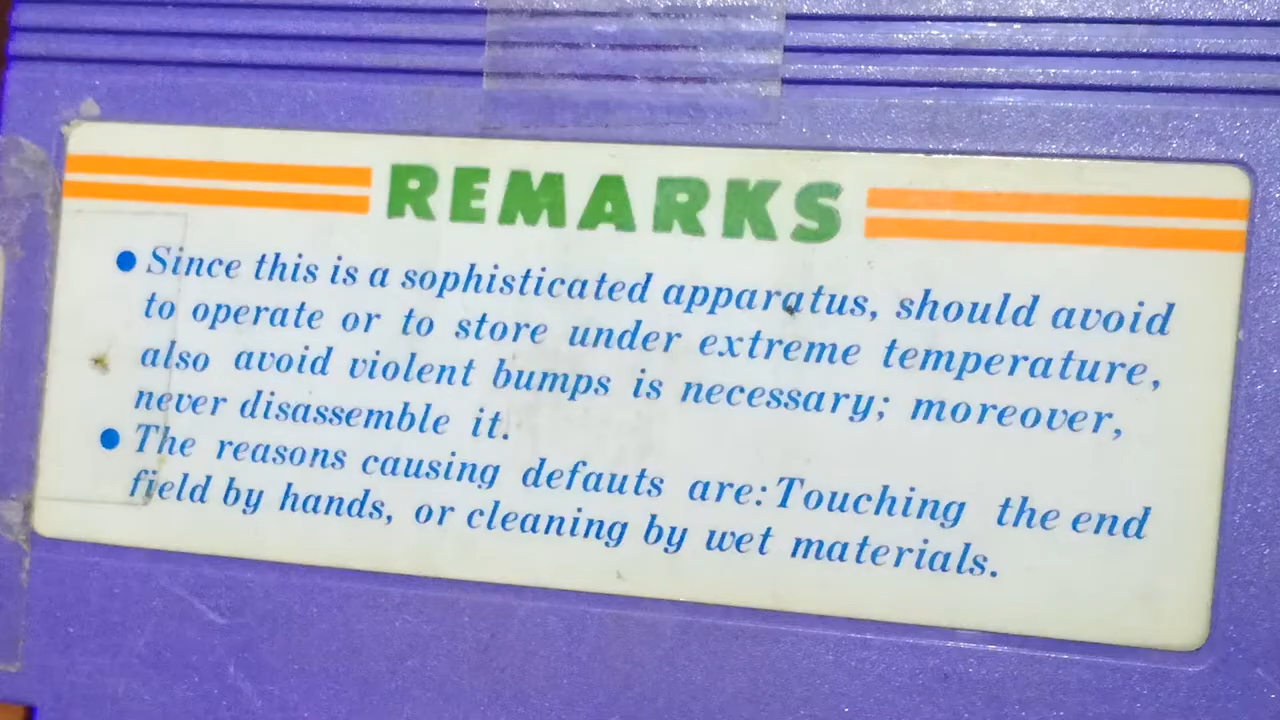 REMARKS
● Since this is a sophisticated apparatus, should avoid
to operate or to store under extreme temperature,
also avoid violent bumps is necessary; moreover,
never disassemble it.
● The reasons causing defauts are: Touching the end
field by hands, or cleaning by wet materials.